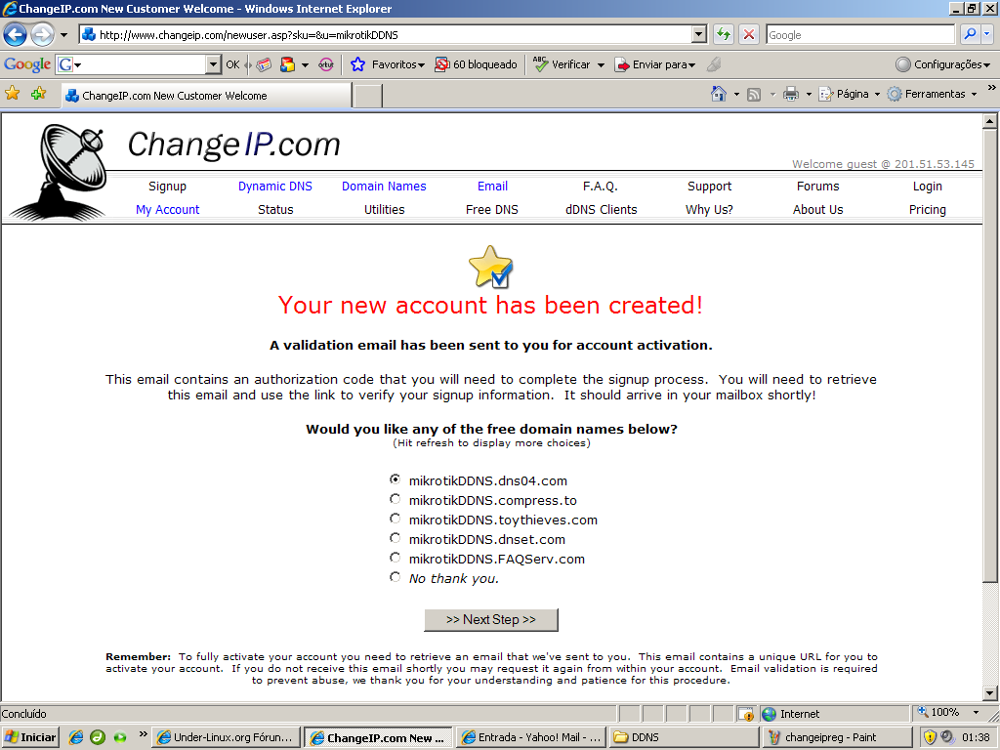 ChangeIP.com New Customer Welcome - Windows Internet Explorer
http://www.changeip.com/newuser.asp?sku=&u=mikrotikDDNS
Google
Google G OK orkut Favoritos 60 bloqueado ABC Verificar Enviar para Configurações
ChangeIP.com New Customer Welcome Página Ferramentas
ChangeIP.com
Welcome guest @ 201.51.53.145
Signup Dynamic DNS Domain Names Email F.A.Q. Support Forums Login
My Account Status Utilities Free DNS dDNS Clients Why Us? About Us Pricing
Your new account has been created!
A validation email has been sent to you for account activation.
This email contains an authorization code that you will need to complete the signup process. You will need to retrieve
this email and use the link to verify your signup information. It should arrive in your mailbox shortly!
Would you like any of the free domain names below?
(Hit refresh to display more choices)
mikrotikDDNS.dns04.com
mikrotikDDNS.compress.to
mikrotikDDNS.toythieves.com
mikrotikDDNS.dnset.com
mikrotikDDNS.FAQServ.com
No thank you.
>> Next Step >>
Remember: To fully activate your account you need to retrieve an email that we've sent to you. This email contains a unique URL for you to
activate your account. If you do not receive this email shortly you may request it again from within your account. Email validation is required
to prevent abuse, we thank you for your understanding and patience for this procedure.
Concluído Internet 100%
Iniciar Under-Linux.org Fórun... ChangeIP.com New ... Entrada - Yahoo! Mail - ... DDNS changeipreg - Paint 01:38